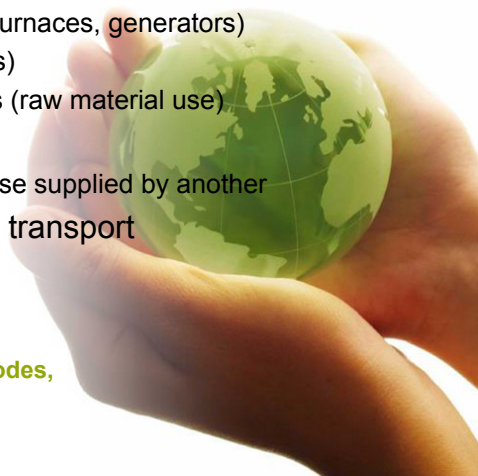 urnaces, generators)
s)
s (raw material use)
se supplied by another
transport
odes,